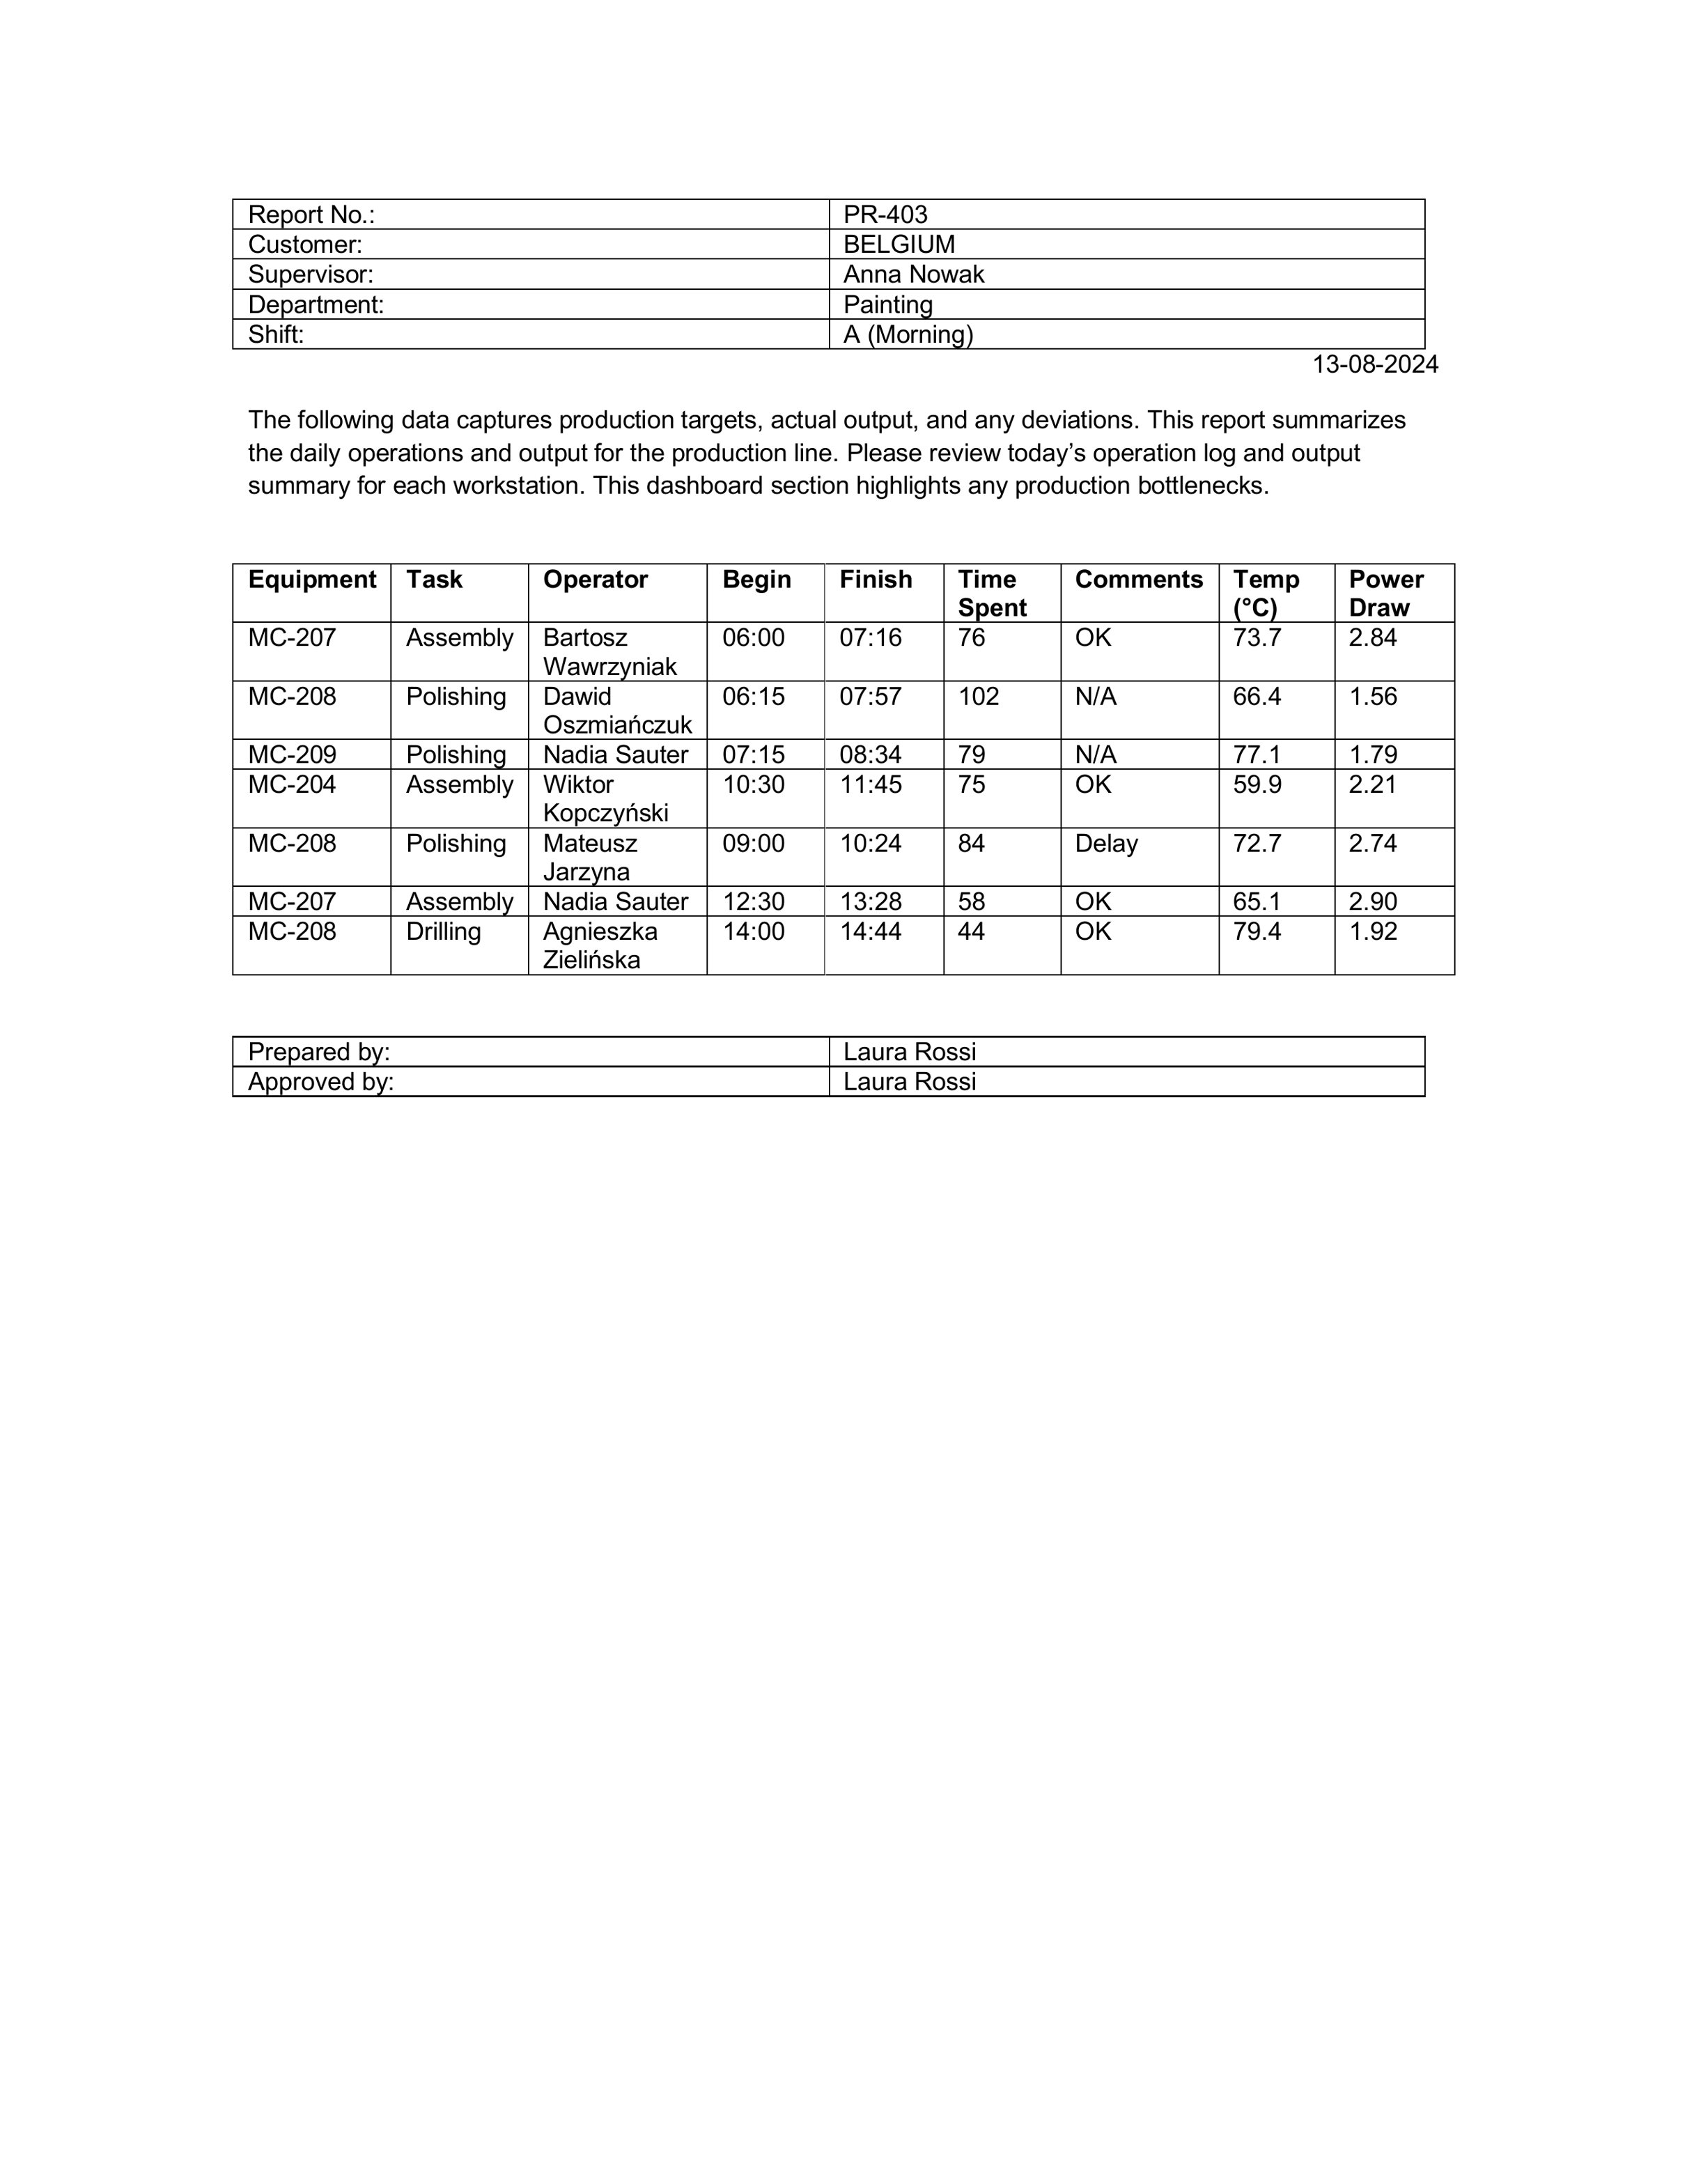 Report No.: PR-403
Customer: BELGIUM
Supervisor: Anna Nowak
Department: Painting
Shift: A (Morning)
13-08-2024
The following data captures production targets, actual output, and any deviations. This report summarizes
the daily operations and output for the production line. Please review today’s operation log and output
summary for each workstation. This dashboard section highlights any production bottlenecks.
Equipment Task Operator Begin Finish Time Spent Comments Temp (°C) Power Draw
MC-207 Assembly Bartosz Wawrzyniak 06:00 07:16 76 OK 73.7 2.84
MC-208 Polishing Dawid Oszmiańczuk 06:15 07:57 102 N/A 66.4 1.56
MC-209 Polishing Nadia Sauter 07:15 08:34 79 N/A 77.1 1.79
MC-204 Assembly Wiktor Kopczyński 10:30 11:45 75 OK 59.9 2.21
MC-208 Polishing Mateusz Jarzyna 09:00 10:24 84 Delay 72.7 2.74
MC-207 Assembly Nadia Sauter 12:30 13:28 58 OK 65.1 2.90
MC-208 Drilling Agnieszka Zielińska 14:00 14:44 44 OK 79.4 1.92
Prepared by: Laura Rossi
Approved by: Laura Rossi